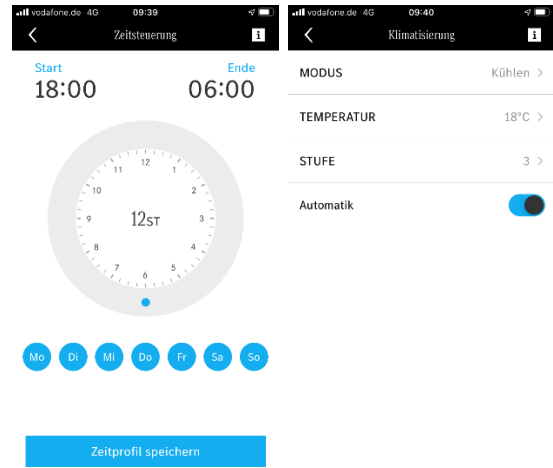 vodafone.de 4G 09:39
Zeitsteuerung
i
Start Ende
18:00 06:00
12
11 1
10 2
9 12ST 3
8 4
7 5
6
Mo Di Mi Do Fr Sa So
Zeitprofil speichern
vodafone.de 4G 09:40
Klimatisierung
i
MODUS Kühlen >
TEMPERATUR 18°C >
STUFE 3 >
Automatik